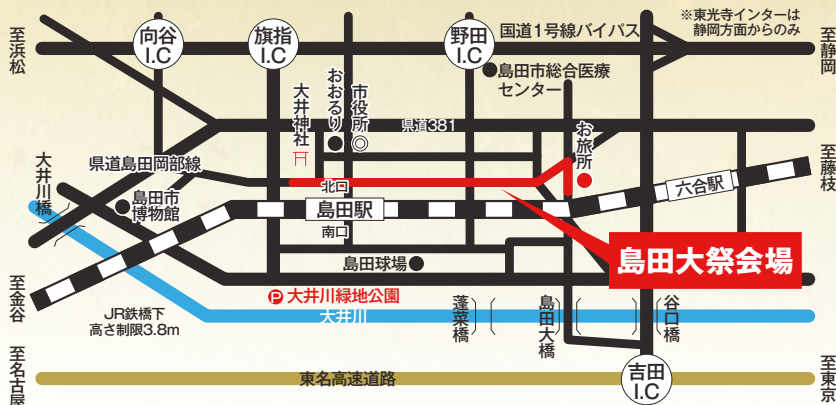 ※東光寺インターは
静岡方面からのみ
至浜松
向谷
I.C
旗指
I.C
野田
I.C
国道1号線バイパス
至静岡
島田市総合医療
センター
大井神社
おおるり
市役所
県道381
お旅所
至藤枝
県道島田岡部線
大井川橋
島田市
博物館
北口
島田駅
南口
六合駅
島田球場
島田大祭会場
至金谷
P 大井川緑地公園
JR鉄橋下
高さ制限3.8m
大井川
蓬菜橋
島田大橋
谷口橋
至名古屋
東名高速道路
吉田
I.C
至東京